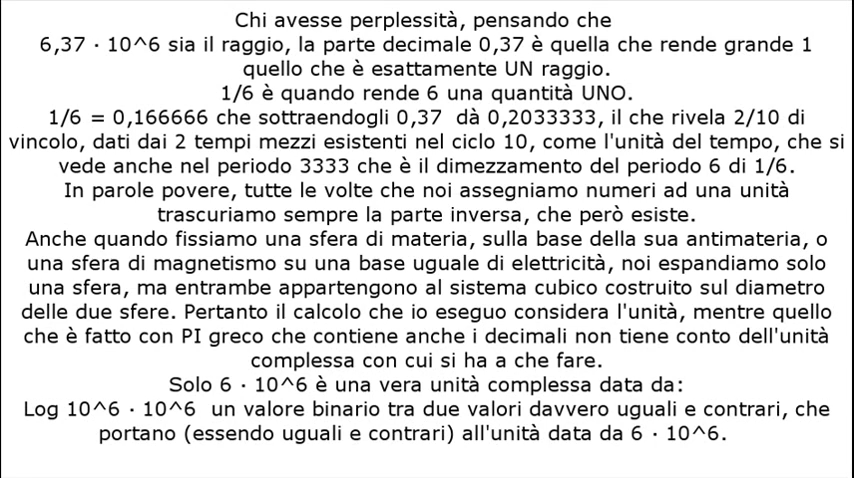 Chi avesse perplessità, pensando che
6,37 · 10^6 sia il raggio, la parte decimale 0,37 è quella che rende grande 1
quello che è esattamente UN raggio.
1/6 è quando rende 6 una quantità UNO.
1/6 = 0,166666 che sottraendogli 0,37  dà 0,2033333, il che rivela 2/10 di
vincolo, dati dai 2 tempi mezzi esistenti nel ciclo 10, come l'unità del tempo, che si
vede anche nel periodo 3333 che è il dimezzamento del periodo 6 di 1/6.
In parole povere, tutte le volte che noi assegniamo numeri ad una unità
trascuriamo sempre la parte inversa, che però esiste.
Anche quando fissiamo una sfera di materia, sulla base della sua antimateria, o
una sfera di magnetismo su una base uguale di elettricità, noi espandiamo solo
una sfera, ma entrambe appartengono al sistema cubico costruito sul diametro
delle due sfere. Pertanto il calcolo che io eseguo considera l'unità, mentre quello
che è fatto con PI greco che contiene anche i decimali non tiene conto dell'unità
complessa con cui si ha a che fare.
Solo 6 · 10^6 è una vera unità complessa data da:
Log 10^6 · 10^6  un valore binario tra due valori davvero uguali e contrari, che
portano (essendo uguali e contrari) all'unità data da 6 · 10^6.